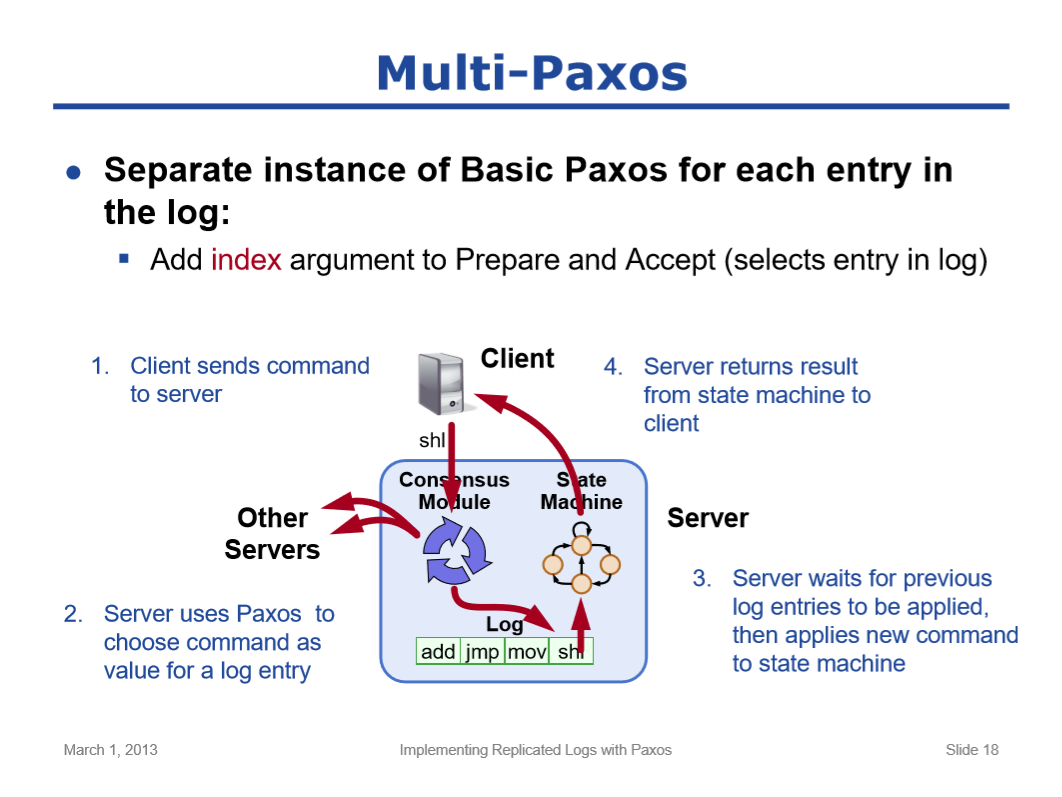 Multi-Paxos
● Separate instance of Basic Paxos for each entry in
the log:
▪ Add index argument to Prepare and Accept (selects entry in log)
1. Client sends command
to server
Client
4. Server returns result
from state machine to
client
shl
Consensus
Module
State
Machine
Other
Servers
Server
2. Server uses Paxos to
choose command as
value for a log entry
3. Server waits for previous
log entries to be applied,
then applies new command
to state machine
Log
add jmp mov shl
March 1, 2013
Implementing Replicated Logs with Paxos
Slide 18